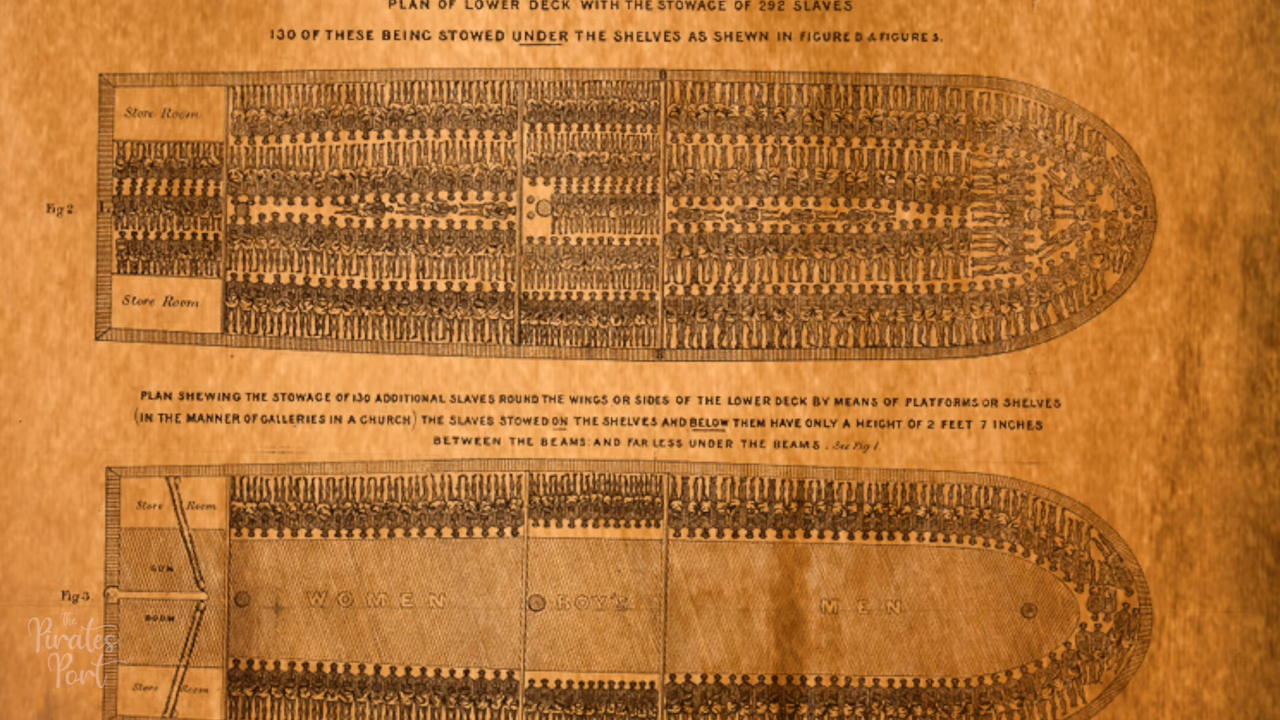 PLAN OF LOWER DECK WITH THE STOWAGE OF 292 SLAVES
130 OF THESE BEING STOWED UNDER THE SHELVES AS SHEWN IN FIGURE D & FIGURE 5.
Store Room
Fig 2.
Store Room
PLAN SHEWING THE STOWAGE OF 130 ADDITIONAL SLAVES ROUND THE WINGS OR SIDES OF THE LOWER DECK BY MEANS OF PLATFORMS OR SHELVES
(IN THE MANNER OF GALLERIES IN A CHURCH) THE SLAVES STOWED ON THE SHELVES AND BELOW THEM HAVE ONLY A HEIGHT OF 2 FEET 7 INCHES
BETWEEN THE BEAMS: AND FAR LESS UNDER THE BEAMS. See Fig 1.
Store Room
GUN
Fig 3
WOMEN BOYS MEN
ROOM
Store Room
the
Pirates
Port